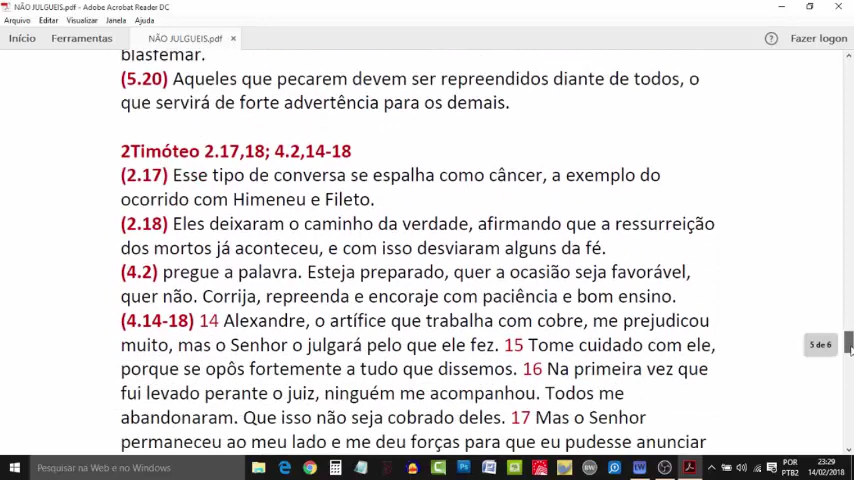 NÃO JULGUEIS.pdf - Adobe Acrobat Reader DC
Arquivo Editar Visualizar Janela Ajuda
Início Ferramentas NÃO JULGUEIS.pdf × ? Fazer logon
blasfemar.
(5.20) Aqueles que pecarem devem ser repreendidos diante de todos, o
que servirá de forte advertência para os demais.
2Timóteo 2.17,18; 4.2,14-18
(2.17) Esse tipo de conversa se espalha como câncer, a exemplo do
ocorrido com Himeneu e Fileto.
(2.18) Eles deixaram o caminho da verdade, afirmando que a ressurreição
dos mortos já aconteceu, e com isso desviaram alguns da fé.
(4.2) pregue a palavra. Esteja preparado, quer a ocasião seja favorável,
quer não. Corrija, repreenda e encoraje com paciência e bom ensino.
(4.14-18) 14 Alexandre, o artífice que trabalha com cobre, me prejudicou
muito, mas o Senhor o julgará pelo que ele fez. 15 Tome cuidado com ele,
5 de 6
porque se opôs fortemente a tudo que dissemos. 16 Na primeira vez que
fui levado perante o juiz, ninguém me acompanhou. Todos me
abandonaram. Que isso não seja cobrado deles. 17 Mas o Senhor
permaneceu ao meu lado e me deu forças para que eu pudesse anunciar
Pesquisar na Web e no Windows
POR
PTB2
23:29
14/02/2018